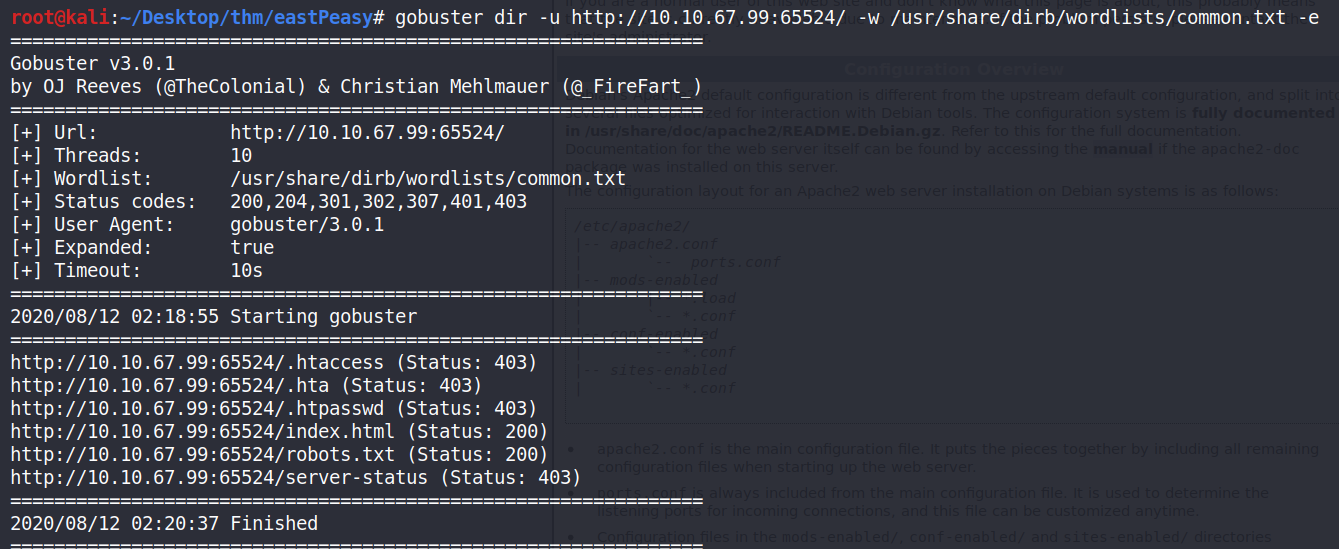 root@kali:~/Desktop/thm/eastPeasy# gobuster dir -u http://10.10.67.99:65524/ -w /usr/share/dirb/wordlists/common.txt -e
===============================================================
Gobuster v3.0.1
by OJ Reeves (@TheColonial) & Christian Mehlmauer (@_FireFart_)
===============================================================
[+] Url:            http://10.10.67.99:65524/
[+] Threads:        10
[+] Wordlist:       /usr/share/dirb/wordlists/common.txt
[+] Status codes:   200,204,301,302,307,401,403
[+] User Agent:     gobuster/3.0.1
[+] Expanded:       true
[+] Timeout:        10s
===============================================================
2020/08/12 02:18:55 Starting gobuster
===============================================================
http://10.10.67.99:65524/.htaccess (Status: 403)
http://10.10.67.99:65524/.hta (Status: 403)
http://10.10.67.99:65524/.htpasswd (Status: 403)
http://10.10.67.99:65524/index.html (Status: 200)
http://10.10.67.99:65524/robots.txt (Status: 200)
http://10.10.67.99:65524/server-status (Status: 403)
===============================================================
2020/08/12 02:20:37 Finished
===============================================================
Configuration Overview
default configuration is different from the upstream default configuration, and split into
optimized for interaction with Debian tools. The configuration system is fully documented
in /usr/share/doc/apache2/README.Debian.gz. Refer to this for the full documentation.
Documentation for the web server itself can be found by accessing the manual if the apache2-doc
package was installed on this server.
The configuration layout for an Apache2 web server installation on Debian systems is as follows:
/etc/apache2/
|-- apache2.conf
|       `--  ports.conf
|-- mods-enabled
|       `-- *.conf
|-- conf-enabled
|       `-- *.conf
|-- sites-enabled
|       `-- *.conf
• apache2.conf is the main configuration file. It puts the pieces together by including all remaining
configuration files when starting up the web server.
• ports.conf is always included from the main configuration file. It is used to determine the
listening ports for incoming connections, and this file can be customized anytime.
• Configuration files in the mods-enabled/, conf-enabled/ and sites-enabled/ directories